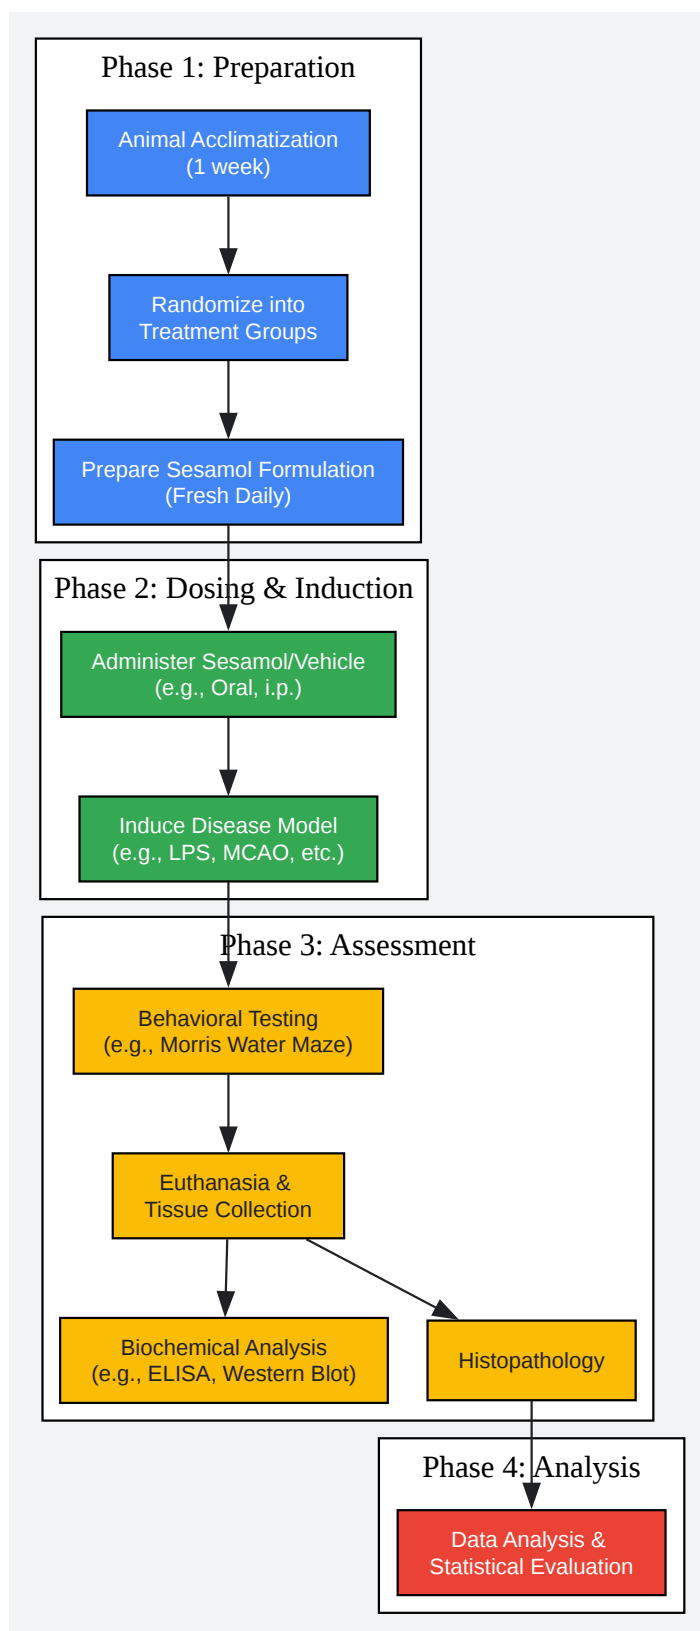 Phase 1: Preparation
Animal Acclimatization
(1 week)
Randomize into
Treatment Groups
Prepare Sesamol Formulation
(Fresh Daily)
Phase 2: Dosing & Induction
Administer Sesamol/Vehicle
(e.g., Oral, i.p.)
Induce Disease Model
(e.g., LPS, MCAO, etc.)
Phase 3: Assessment
Behavioral Testing
(e.g., Morris Water Maze)
Euthanasia &
Tissue Collection
Biochemical Analysis
(e.g., ELISA, Western Blot)
Histopathology
Phase 4: Analysis
Data Analysis &
Statistical Evaluation